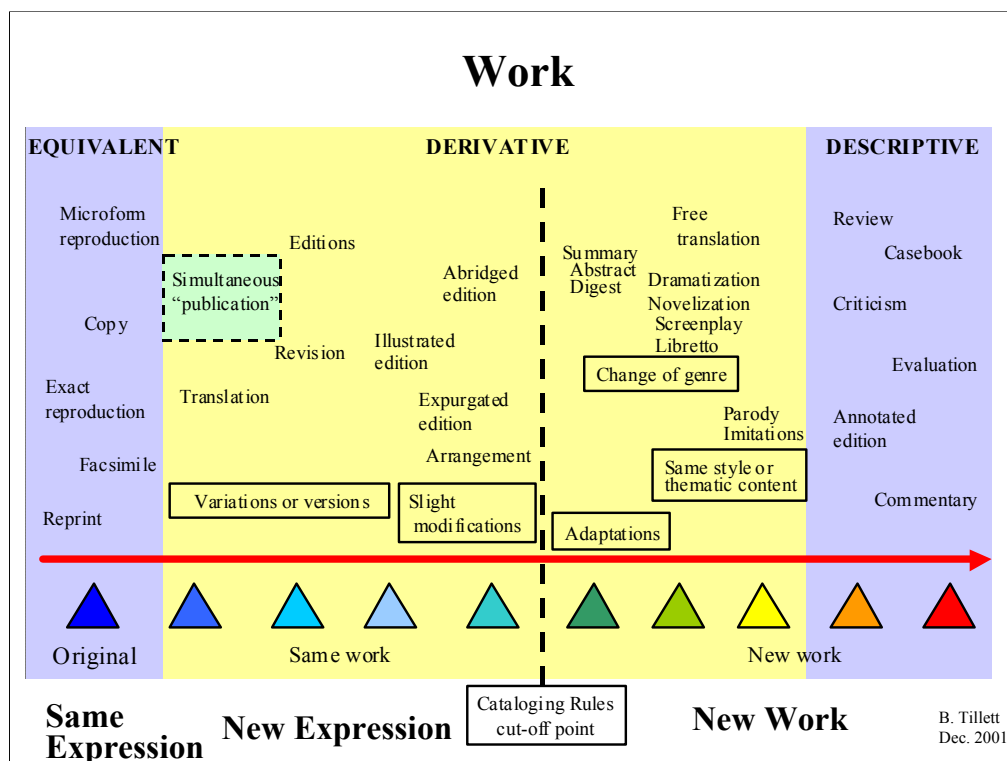 Work
EQUIVALENT
DERIVATIVE
DESCRIPTIVE
Microform
reproduction
Copy
Exact
reproduction
Facsimile
Reprint
Simultaneous
“publication”
Editions
Revision
Translation
Illustrated
edition
Abridged
edition
Expurgated
edition
Arrangement
Variations or versions
Slight
modifications
Summary
Abstract
Digest
Free
translation
Dramatization
Novelization
Screenplay
Libretto
Change of genre
Parody
Imitations
Same style or
thematic content
Adaptations
Review
Casebook
Criticism
Evaluation
Annotated
edition
Commentary
Original
Same work
New work
Same
Expression
New Expression
Cataloging Rules
cut-off point
New Work
B. Tillett
Dec. 2001